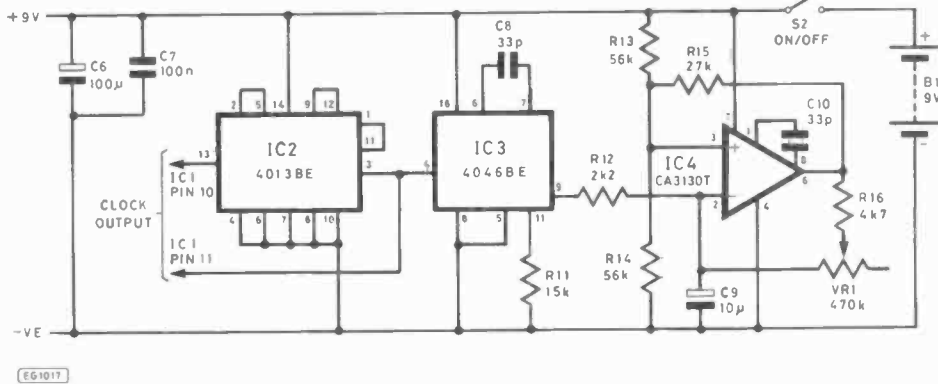 +9V
S2
ON/OFF
C6
100µ
C7
100n
C8
33p
R13
56k
R15
27k
+
B1
9V
-
2
5
14
9
12
1
11
16
6
7
C10
33p
13
IC2
4013BE
3
IC3
4046BE
9
R12
2k2
3
+
IC4
CA3130T
1
8
6
2
-
4
IC1
PIN 10
CLOCK
OUTPUT
IC1
PIN 11
4
6
7
8
10
8
5
11
R16
4k7
R11
15k
R14
56k
C9
10µ
VR1
470k
-VE
EG1017